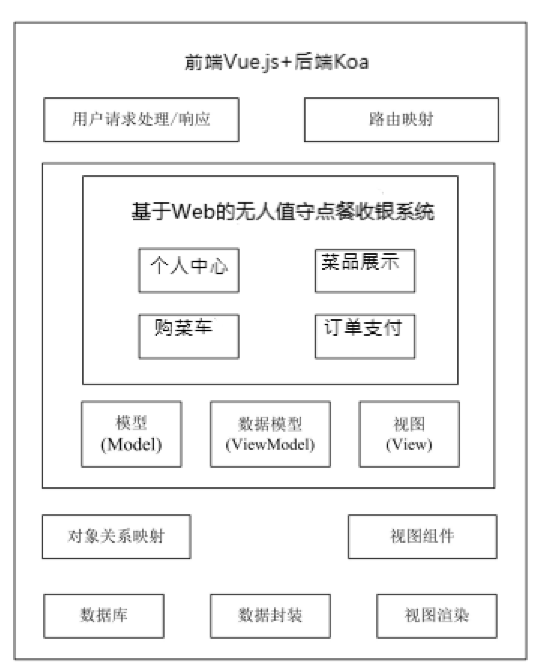 前端Vue.js+后端Koa
用户请求处理/响应
路由映射
基于Web的无人值守点餐收银系统
个人中心
菜品展示
购菜车
订单支付
模型
(Model)
数据模型
(ViewModel)
视图
(View)
对象关系映射
视图组件
数据库
数据封装
视图渲染